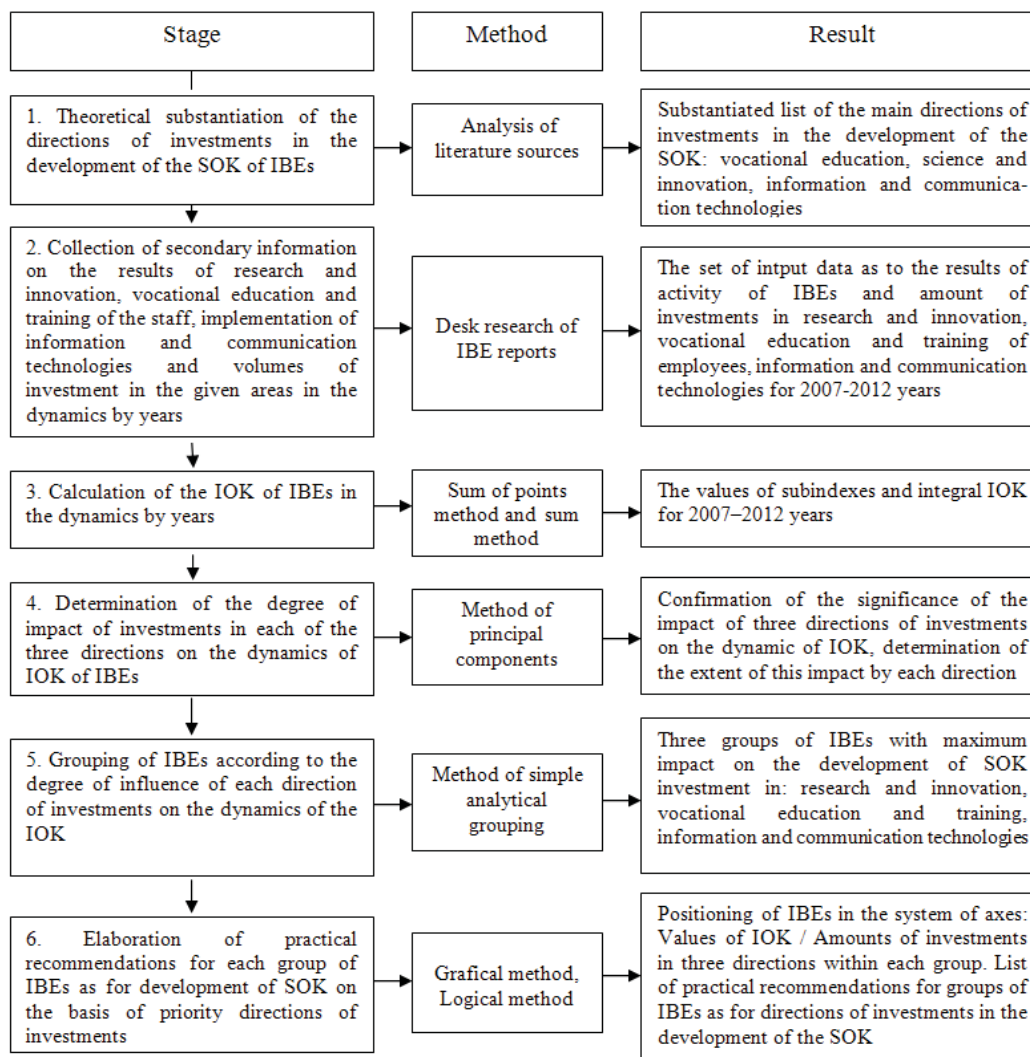 Stage
Method
Result
1. Theoretical substantiation of the
directions of investments in the
development of the SOK of IBEs
Analysis of
literature sources
Substantiated list of the main directions of
investments in the development of the
SOK: vocational education, science and
innovation, information and communica-
tion technologies
2. Collection of secondary information
on the results of research and
innovation, vocational education and
training of the staff, implementation of
information and communication
technologies and volumes of
investment in the given areas in the
dynamics by years
Desk research of
IBE reports
The set of intput data as to the results of
activity of IBEs and amount of
investments in research and innovation,
vocational education and training of
employees, information and communication
technologies for 2007-2012 years
3. Calculation of the IOK of IBEs in
the dynamics by years
Sum of points
method and sum
method
The values of subindexes and integral IOK
for 2007–2012 years
4. Determination of the degree of
impact of investments in each of the
three directions on the dynamics of
IOK of IBEs
Method of
principal
components
Confirmation of the significance of the
impact of three directions of investments
on the dynamic of IOK, determination of
the extent of this impact by each direction
5. Grouping of IBEs according to the
degree of influence of each direction
of investments on the dynamics of the
IOK
Method of simple
analytical
grouping
Three groups of IBEs with maximum
impact on the development of SOK
investment in: research and innovation,
vocational education and training,
information and communication technologies
6. Elaboration of practical
recommendations for each group of
IBEs as for development of SOK on
the basis of priority directions of
investments
Grafical method,
Logical method
Positioning of IBEs in the system of axes:
Values of IOK / Amounts of investments
in three directions within each group. List
of practical recommendations for groups of
IBEs as for directions of investments in the
development of the SOK